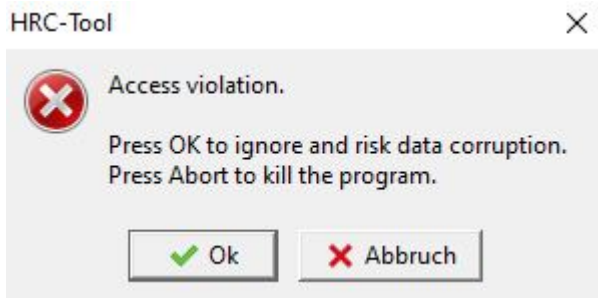 HRC-Tool
Access violation.
Press OK to ignore and risk data corruption.
Press Abort to kill the program.
Ok
Abbruch